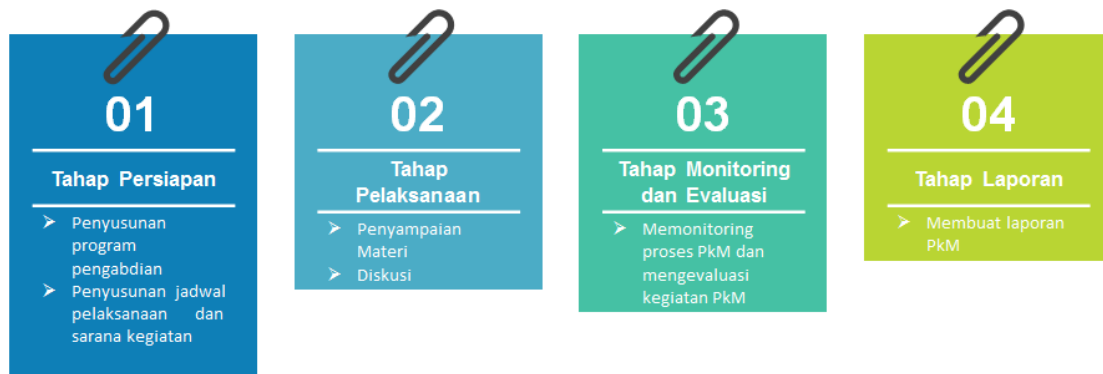 01
Tahap Persiapan
➢ Penyusunan
program
pengabdian
➢ Penyusunan jadwal
pelaksanaan dan
sarana kegiatan
02
Tahap
Pelaksanaan
➢ Penyampaian
Materi
➢ Diskusi
03
Tahap Monitoring
dan Evaluasi
➢ Memonitoring
proses PkM dan
mengevaluasi
kegiatan PkM
04
Tahap Laporan
➢ Membuat laporan
PkM